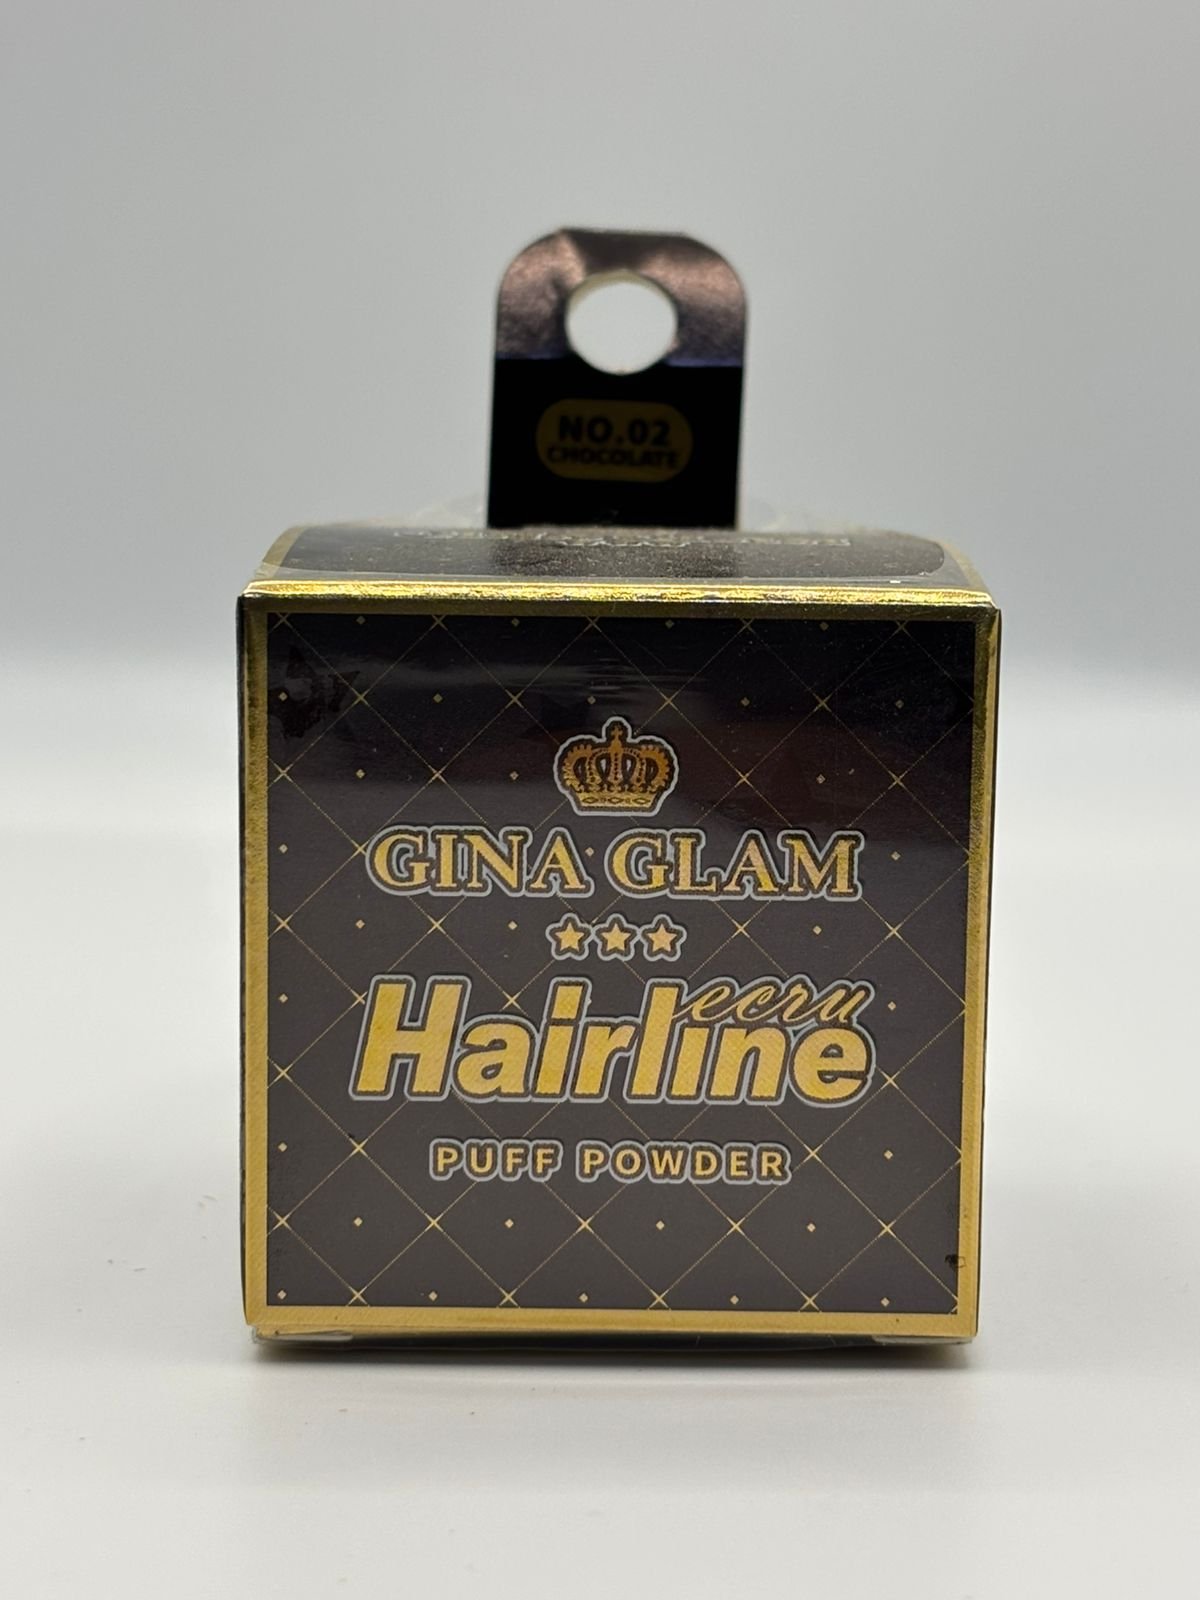 NO.02
CHOCOLATE
GINA GLAM
Hairline ecru
PUFF POWDER